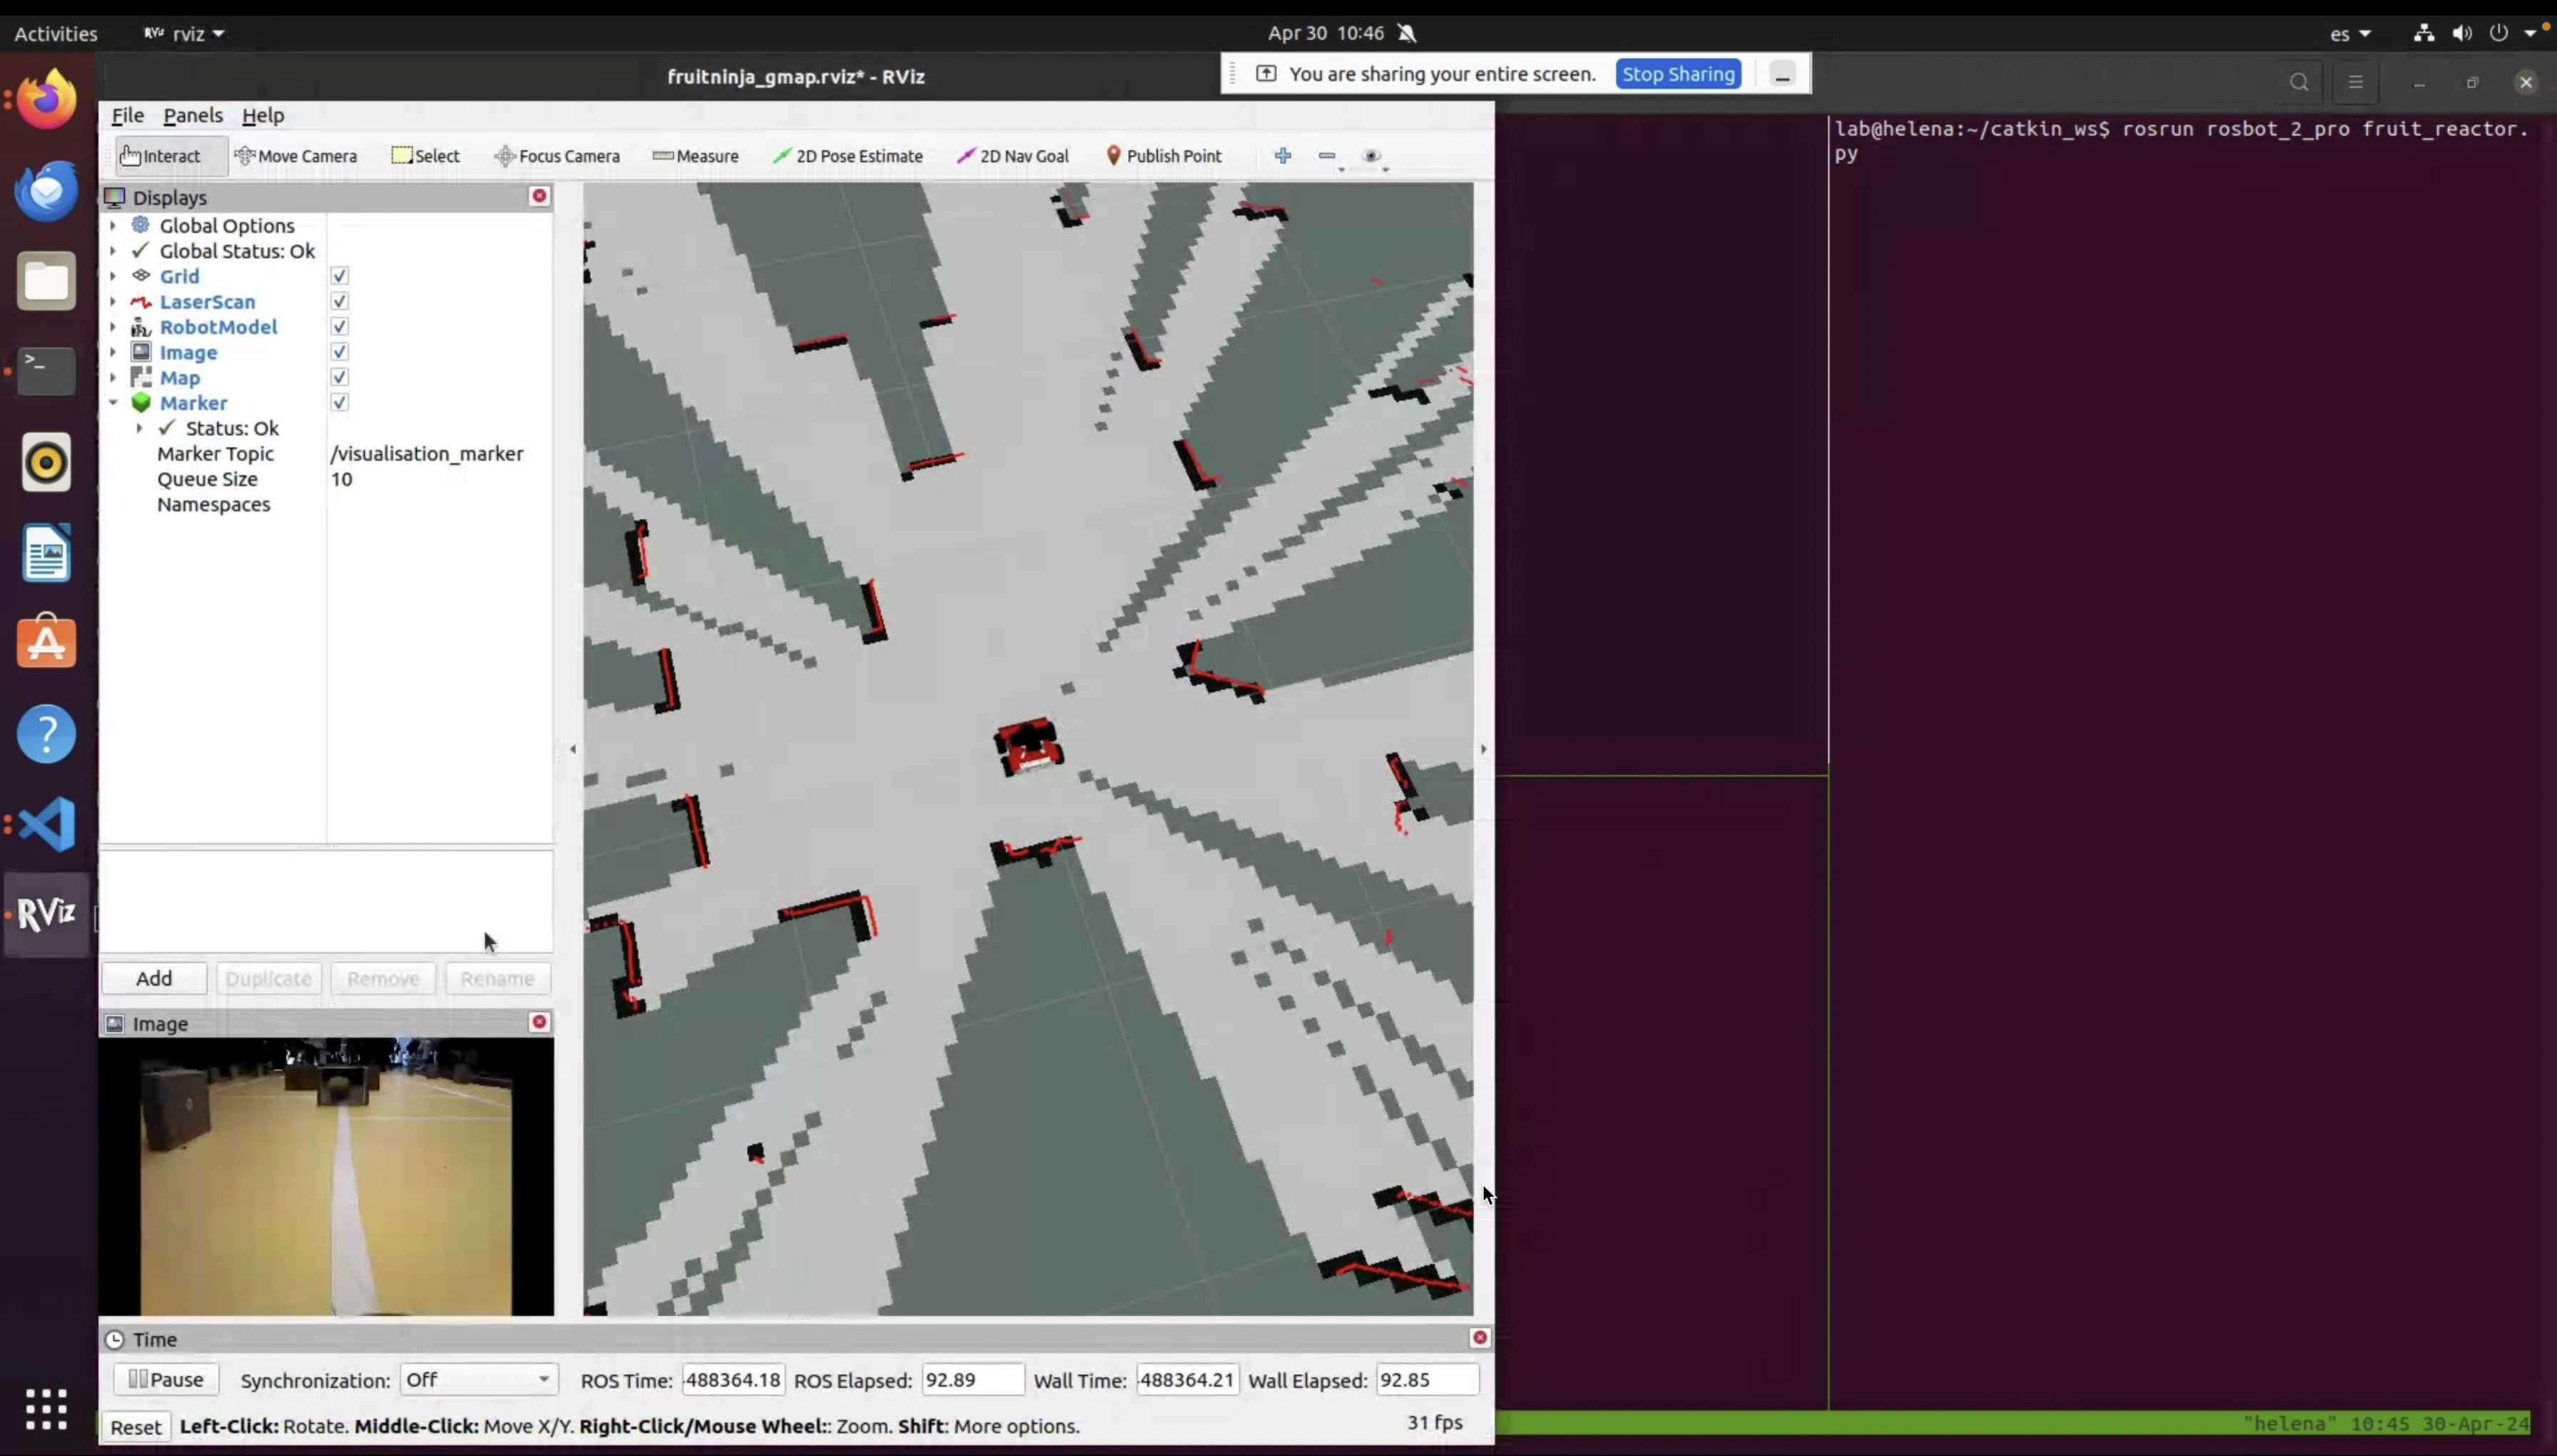 Activities
RViz rviz
Apr 30 10:46
es
fruitninja_gmap.rviz* - RViz
You are sharing your entire screen.
Stop Sharing
File Panels Help
Interact Move Camera Select Focus Camera Measure 2D Pose Estimate 2D Nav Goal Publish Point
Displays
Global Options
Global Status: Ok
Grid
LaserScan
RobotModel
Image
Map
Marker
Status: Ok
Marker Topic /visualisation_marker
Queue Size 10
Namespaces
RViz
Add Duplicate Remove Rename
Image
Time
Pause Synchronization: Off ROS Time: 488364.18 ROS Elapsed: 92.89 Wall Time: 488364.21 Wall Elapsed: 92.85
Reset Left-Click: Rotate. Middle-Click: Move X/Y. Right-Click/Mouse Wheel:: Zoom. Shift: More options. 31 fps
lab@helena:~/catkin_ws$ rosrun rosbot_2_pro fruit_reactor.
py
"helena" 10:45 30-Apr-24